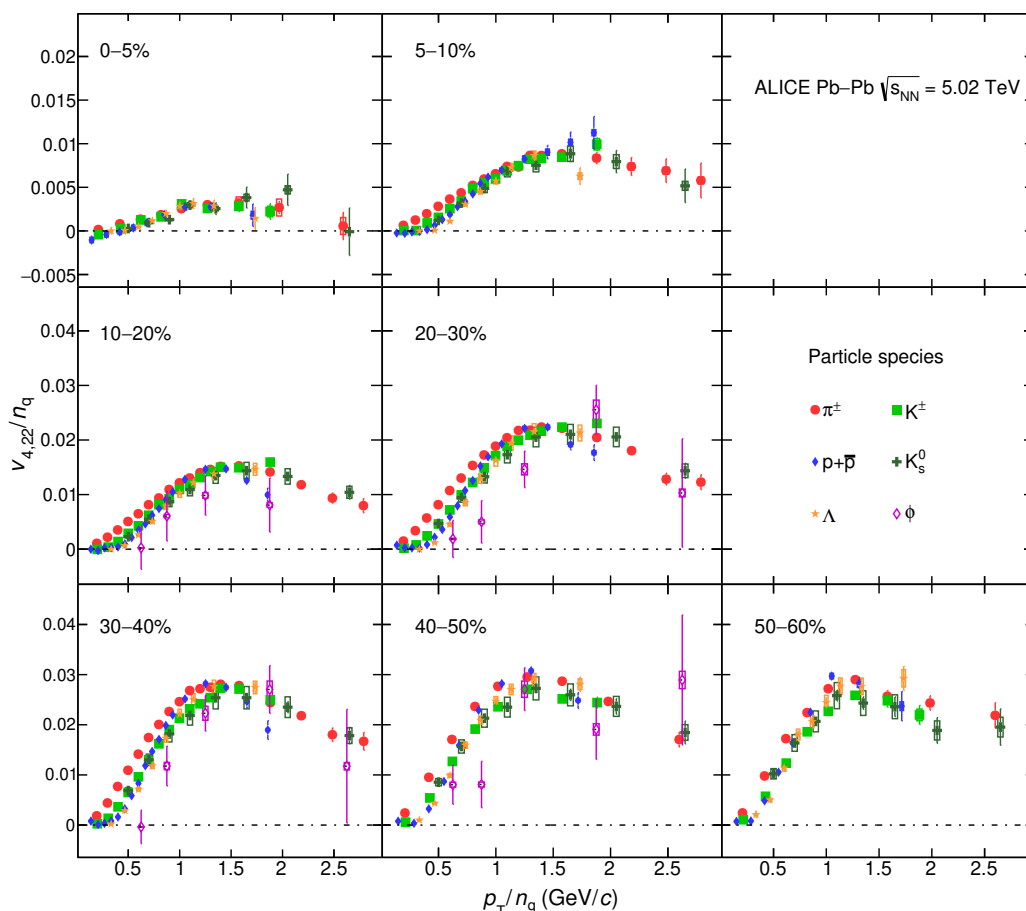 0–5%
5–10%
ALICE Pb–Pb √sNN = 5.02 TeV
0.02
0.015
0.01
0.005
0
−0.005
10–20%
20–30%
Particle species
π±
K±
p+p̅
K0s
Λ
ϕ
0.04
0.03
0.02
0.01
0
v4,22/nq
30–40%
40–50%
50–60%
0.04
0.03
0.02
0.01
0
0.5 1 1.5 2 2.5
0.5 1 1.5 2 2.5
0.5 1 1.5 2 2.5
pT/nq (GeV/c)